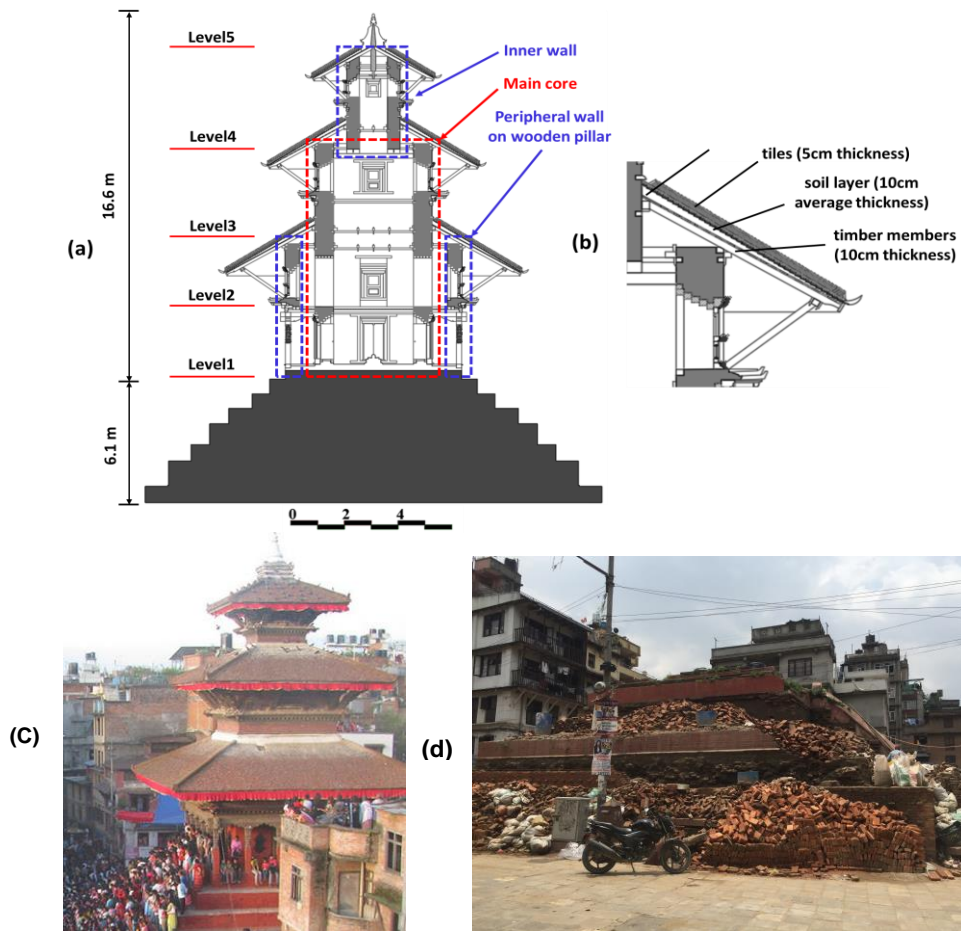 Level5
Inner wall
Main core
Peripheral wall
on wooden pillar
Level4
16.6 m
(a)
Level3
Level2
Level1
6.1 m
0 2 4
(b)
tiles (5cm thickness)
soil layer (10cm
average thickness)
timber members
(10cm thickness)
(C)
(d)